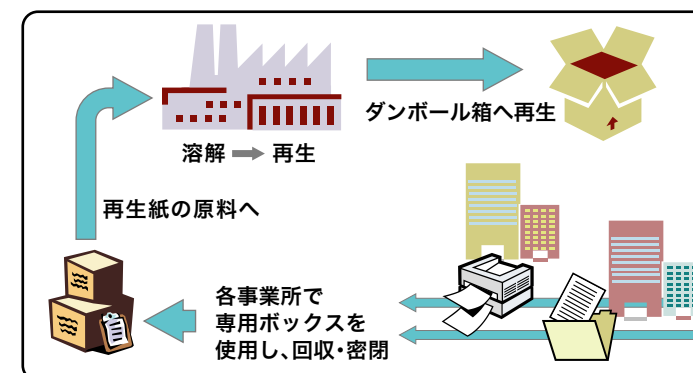 溶解 → 再生
ダンボール箱へ再生
再生紙の原料へ
各事業所で
専用ボックスを
使用し、回収・密閉